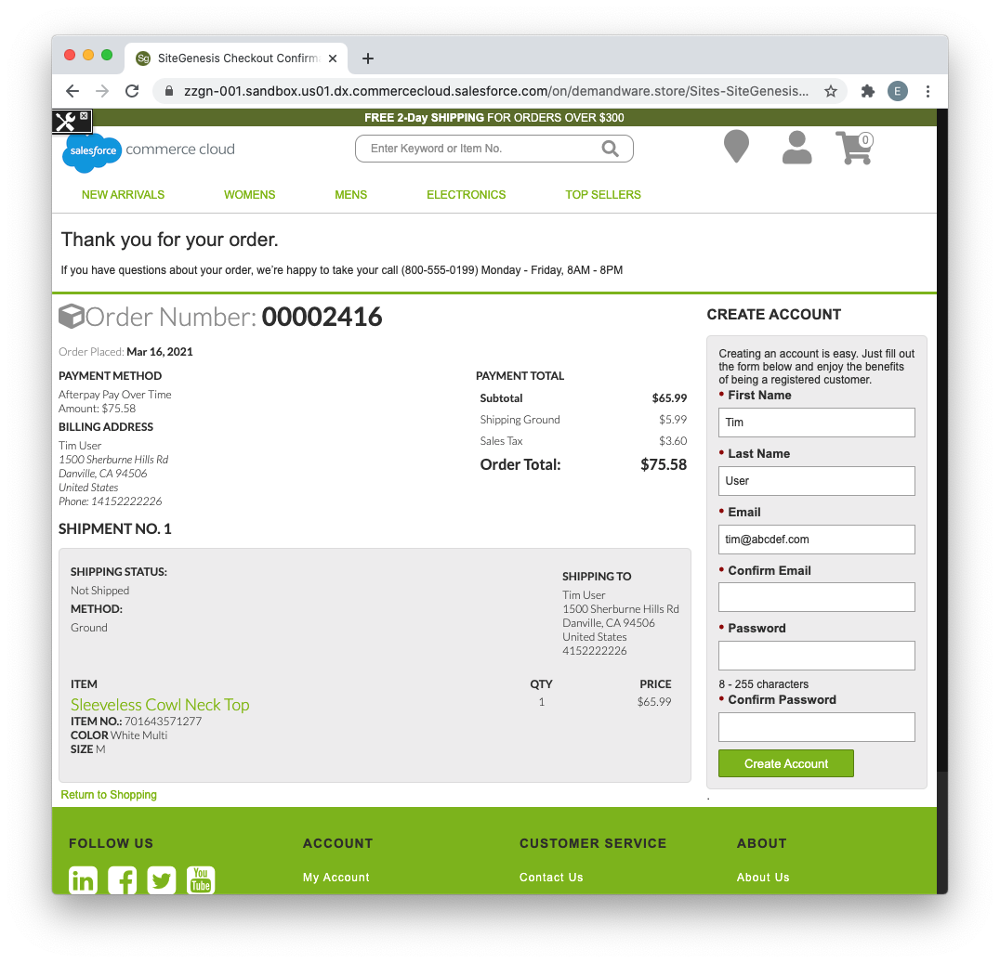 Sg SiteGenesis Checkout Confirm
zzgn-001.sandbox.us01.dx.commercecloud.salesforce.com/on/demandware.store/Sites-SiteGenesis... E
FREE 2-Day SHIPPING FOR ORDERS OVER $300
salesforce commerce cloud
Enter Keyword or Item No.
0
NEW ARRIVALS WOMENS MENS ELECTRONICS TOP SELLERS
Thank you for your order.
If you have questions about your order, we're happy to take your call (800-555-0199) Monday - Friday, 8AM - 8PM
Order Number: 00002416
Order Placed: Mar 16, 2021
PAYMENT METHOD
Afterpay Pay Over Time
Amount: $75.58
BILLING ADDRESS
Tim User
1500 Sherburne Hills Rd
Danville, CA 94506
United States
Phone: 14152222226
PAYMENT TOTAL
Subtotal $65.99
Shipping Ground $5.99
Sales Tax $3.60
Order Total: $75.58
SHIPMENT NO. 1
SHIPPING STATUS:
Not Shipped
METHOD:
Ground
SHIPPING TO
Tim User
1500 Sherburne Hills Rd
Danville, CA 94506
United States
4152222226
ITEM QTY PRICE
Sleeveless Cowl Neck Top 1 $65.99
ITEM NO.: 701643571277
COLOR White Multi
SIZE M
Return to Shopping
CREATE ACCOUNT
Creating an account is easy. Just fill out
the form below and enjoy the benefits
of being a registered customer.
• First Name
Tim
• Last Name
User
• Email
tim@abcdef.com
• Confirm Email
• Password
8 - 255 characters
• Confirm Password
Create Account
.
FOLLOW US ACCOUNT CUSTOMER SERVICE ABOUT
in f You Tube My Account Contact Us About Us